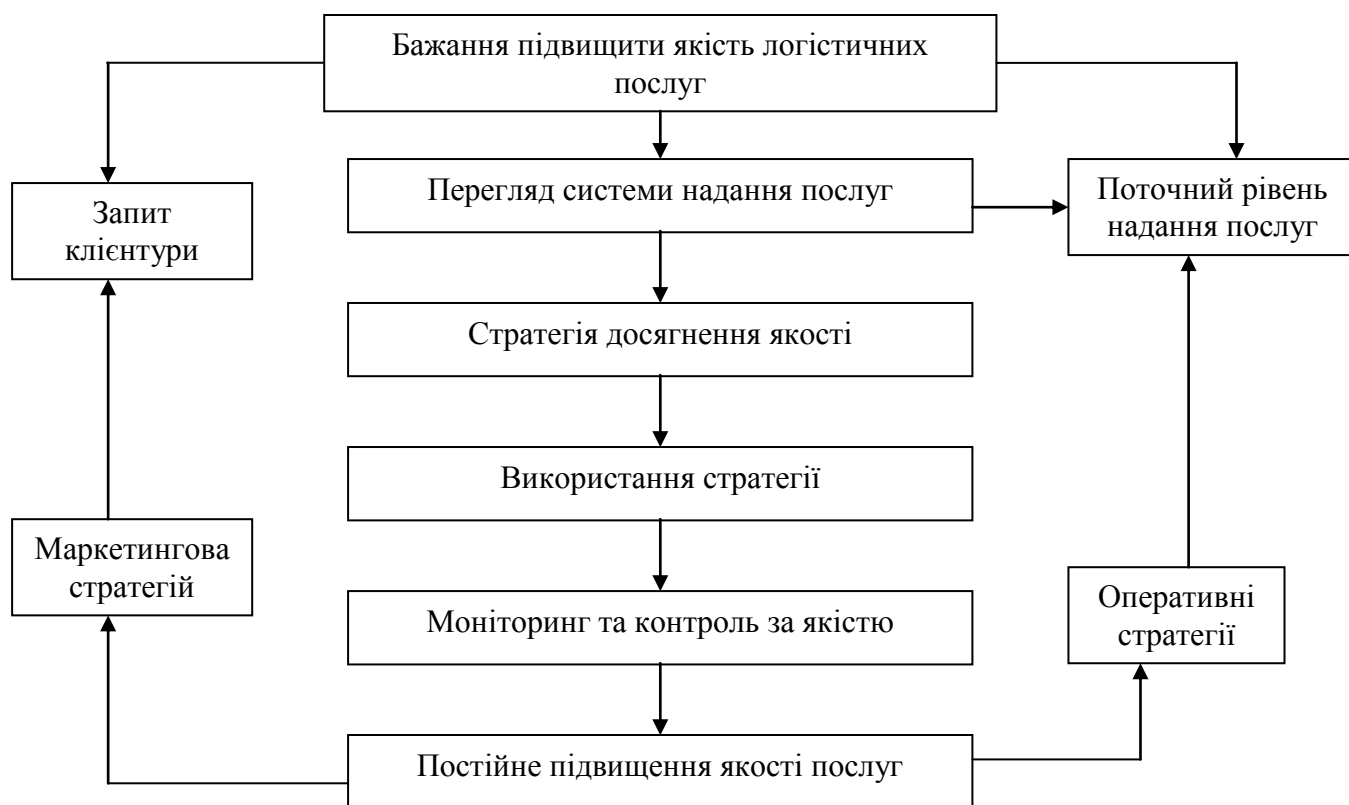 Бажання підвищити якість логістичних
послуг
Перегляд системи надання послуг
Запит
клієнтури
Поточний рівень
надання послуг
Стратегія досягнення якості
Використання стратегії
Маркетингова
стратегій
Моніторинг та контроль за якістю
Оперативні
стратегії
Постійне підвищення якості послуг